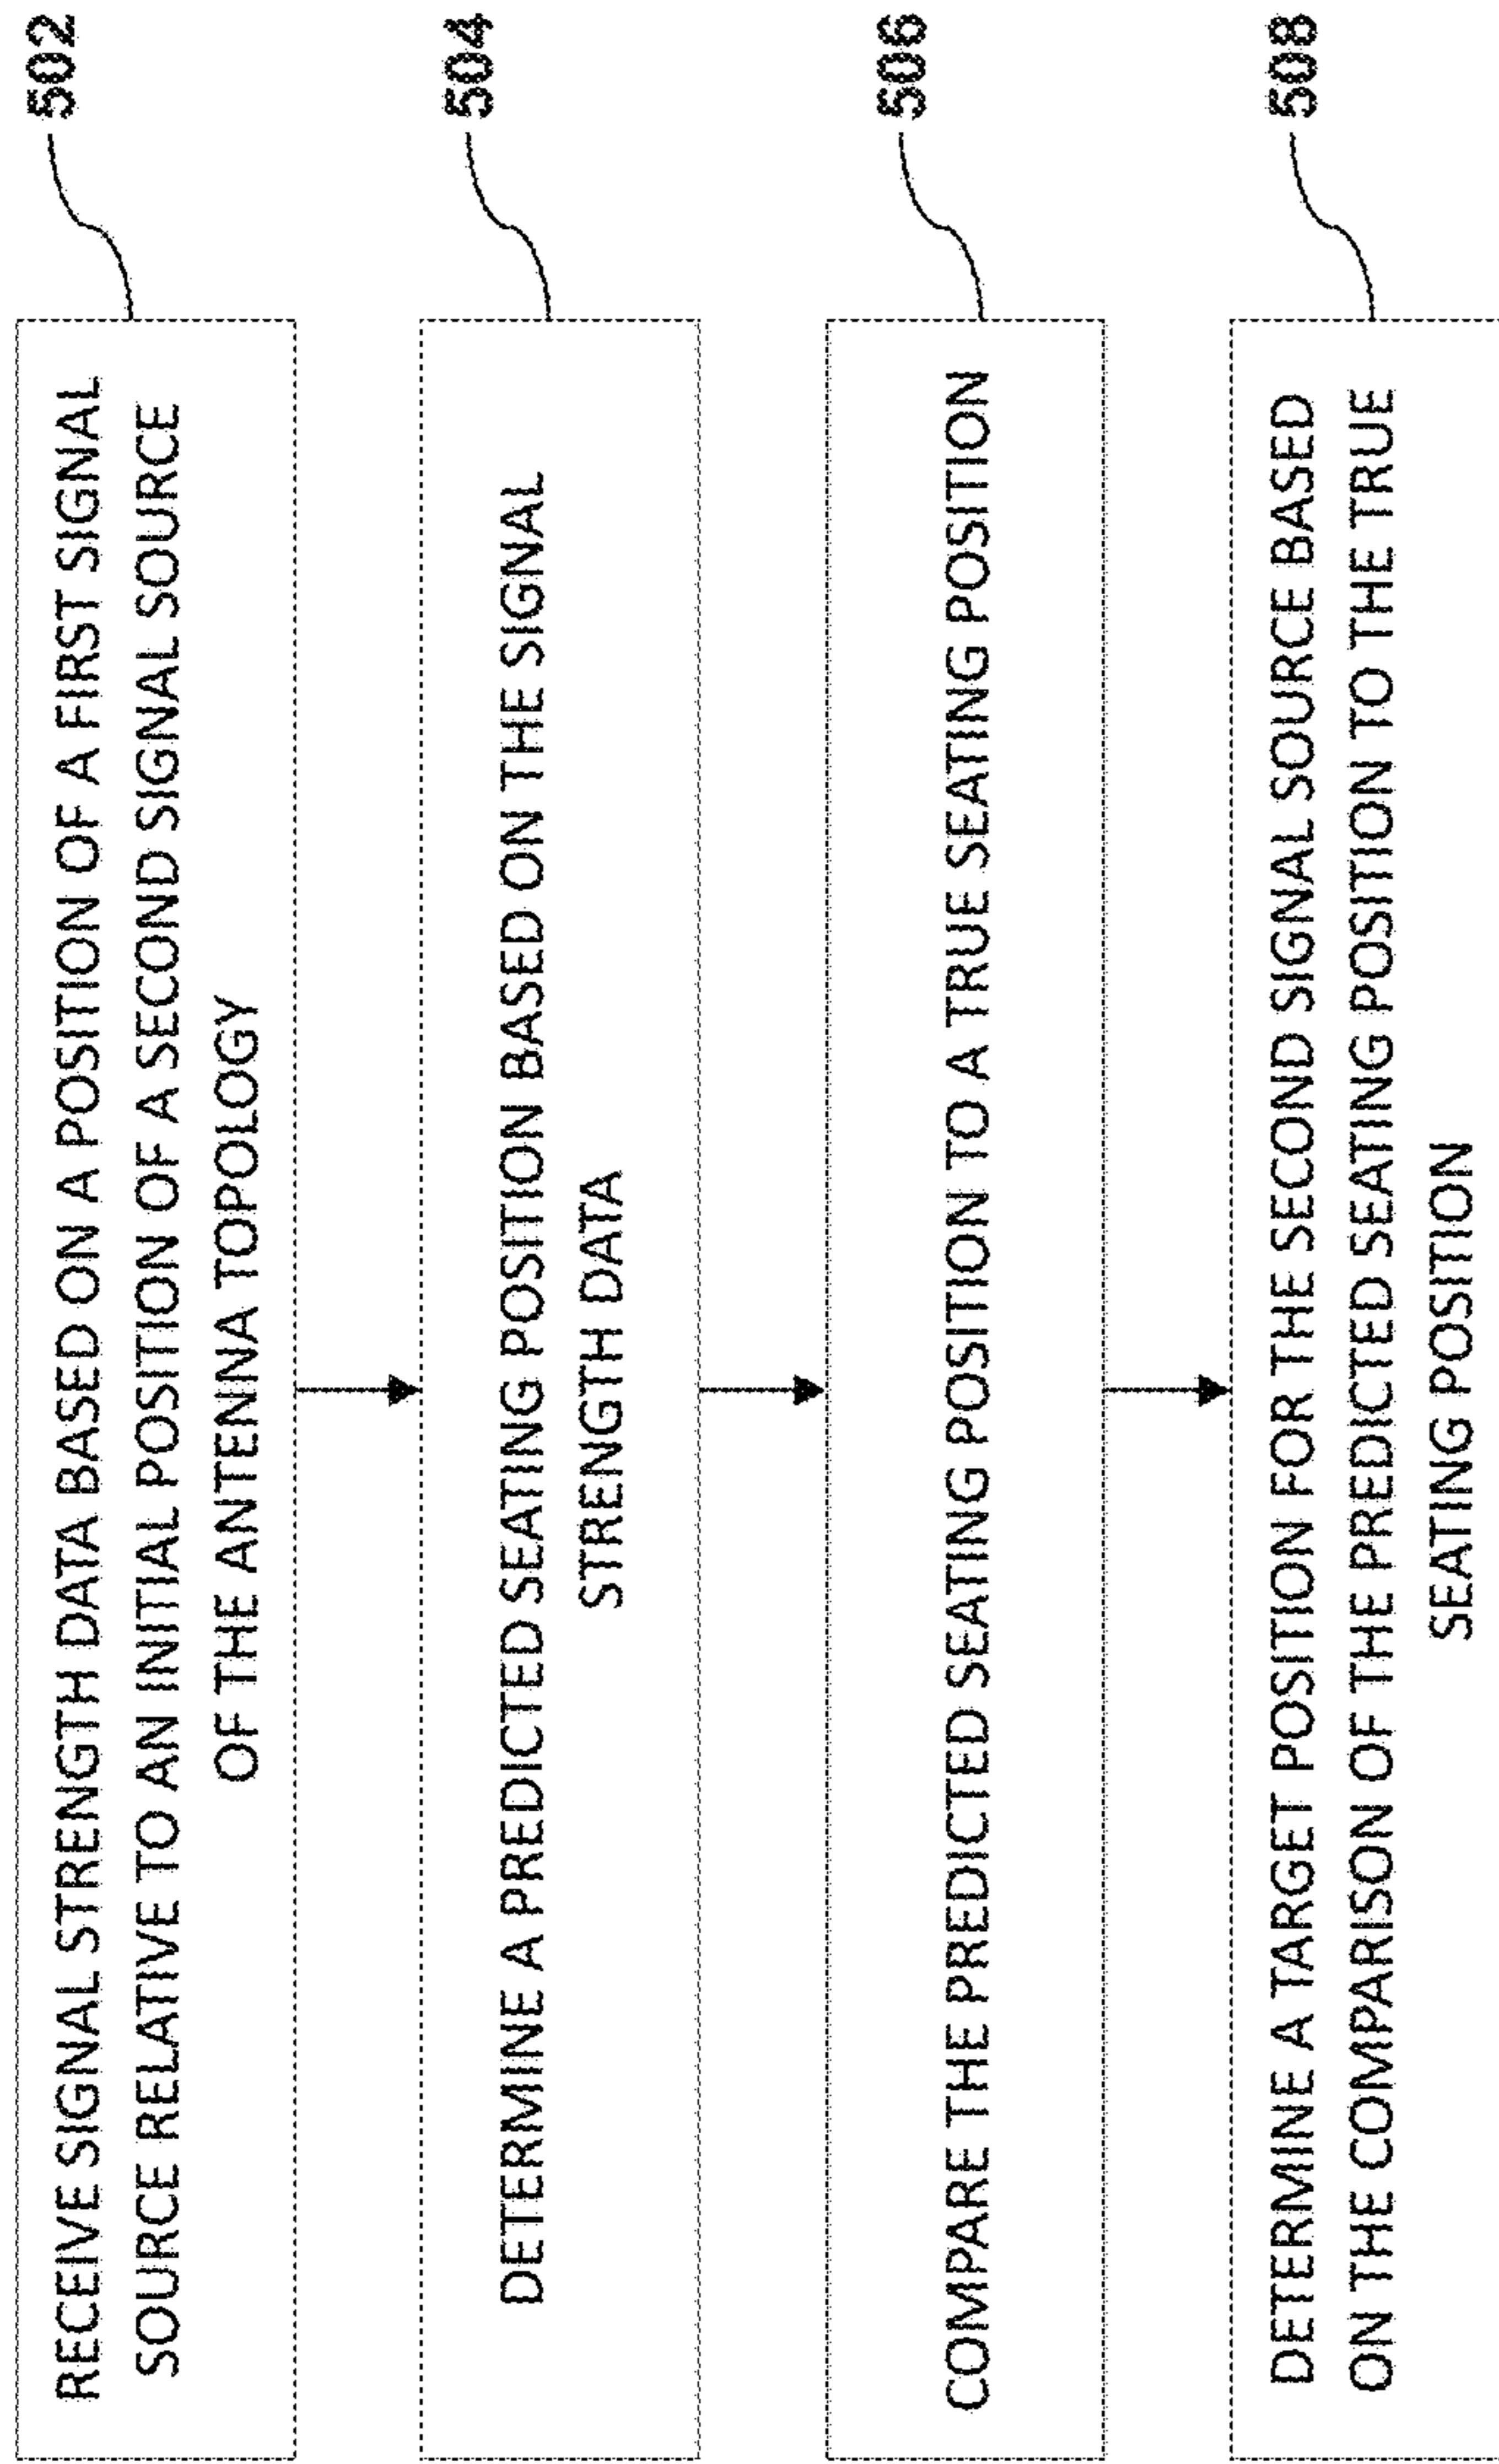 502
RECEIVE SIGNAL STRENGTH DATA BASED ON A POSITION OF A FIRST SIGNAL
SOURCE RELATIVE TO AN INITIAL POSITION OF A SECOND SIGNAL SOURCE
OF THE ANTENNA TOPOLOGY
504
DETERMINE A PREDICTED SEATING POSITION BASED ON THE SIGNAL
STRENGTH DATA
506
COMPARE THE PREDICTED SEATING POSITION TO A TRUE SEATING POSITION
508
DETERMINE A TARGET POSITION FOR THE SECOND SIGNAL SOURCE BASED
ON THE COMPARISON OF THE PREDICTED SEATING POSITION TO THE TRUE
SEATING POSITION